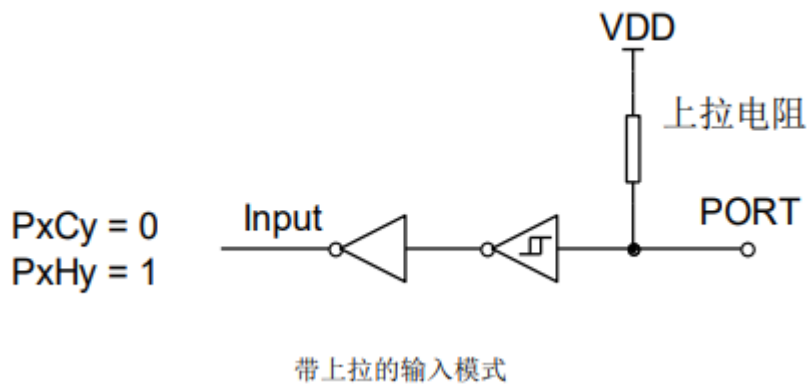 VDD
上拉电阻
PORT
Input
PxCy = 0
PxHy = 1
带上拉的输入模式